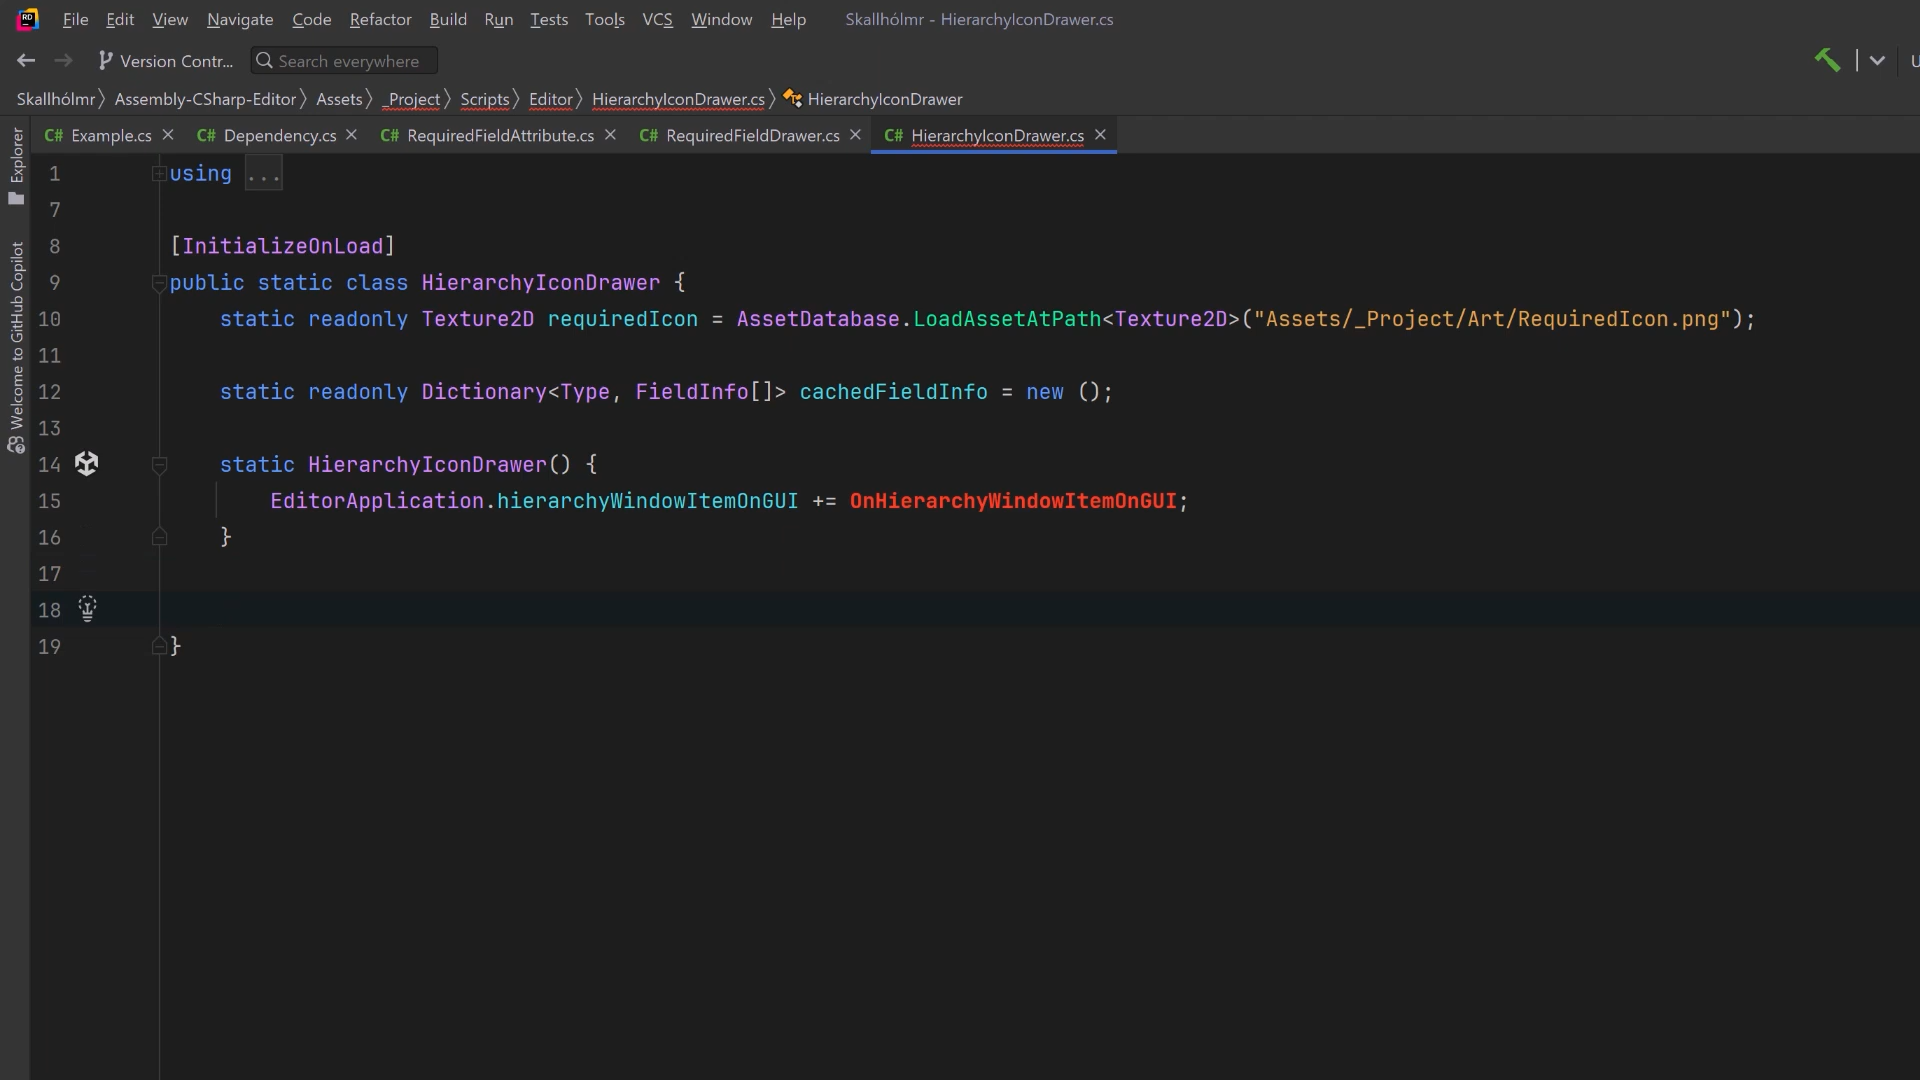 File Edit View Navigate Code Refactor Build Run Tests Tools VCS Window Help Skallhólmr - HierarchyIconDrawer.cs
Version Contr... Search everywhere
Skallhólmr Assembly-CSharp-Editor Assets _Project Scripts Editor HierarchyIconDrawer.cs HierarchyIconDrawer
C# Example.cs C# Dependency.cs C# RequiredFieldAttribute.cs C# RequiredFieldDrawer.cs C# HierarchyIconDrawer.cs
Explorer
Welcome to GitHub Copilot
1 using ...
7
8 [InitializeOnLoad]
9 public static class HierarchyIconDrawer {
10 static readonly Texture2D requiredIcon = AssetDatabase.LoadAssetAtPath<Texture2D>("Assets/_Project/Art/RequiredIcon.png");
11
12 static readonly Dictionary<Type, FieldInfo[]> cachedFieldInfo = new ();
13
14 static HierarchyIconDrawer() {
15 EditorApplication.hierarchyWindowItemOnGUI += OnHierarchyWindowItemOnGUI;
16 }
17
18
19 }